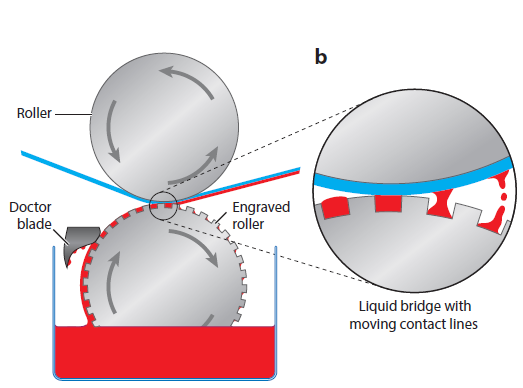 b
Roller
Doctor
blade
Engraved
roller
Liquid bridge with
moving contact lines